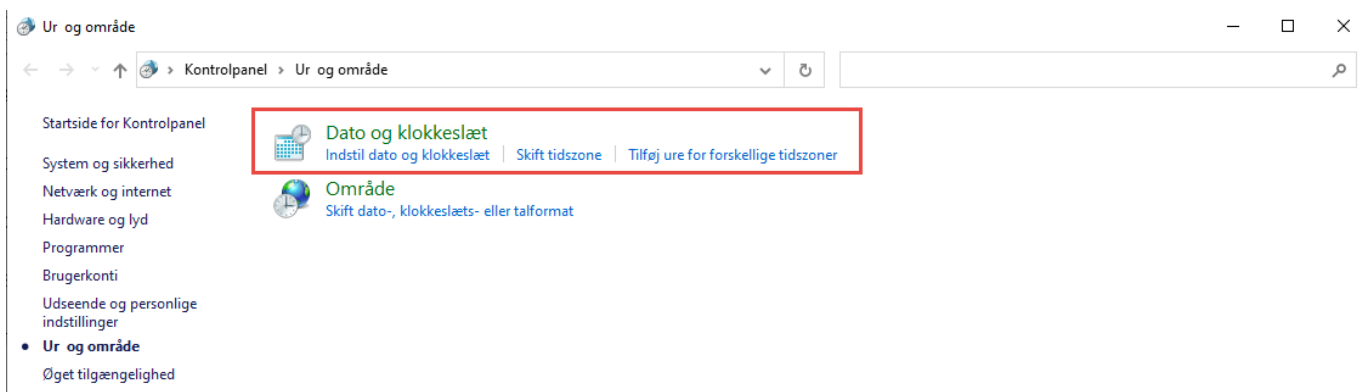 Ur og område
Kontrolpanel › Ur og område
Startside for Kontrolpanel
System og sikkerhed
Netværk og internet
Hardware og lyd
Programmer
Brugerkonti
Udseende og personlige
indstillinger
Ur og område
Øget tilgængelighed
Dato og klokkeslæt
Indstil dato og klokkeslæt | Skift tidszone | Tilføj ure for forskellige tidszoner
Område
Skift dato-, klokkeslæts- eller talformat